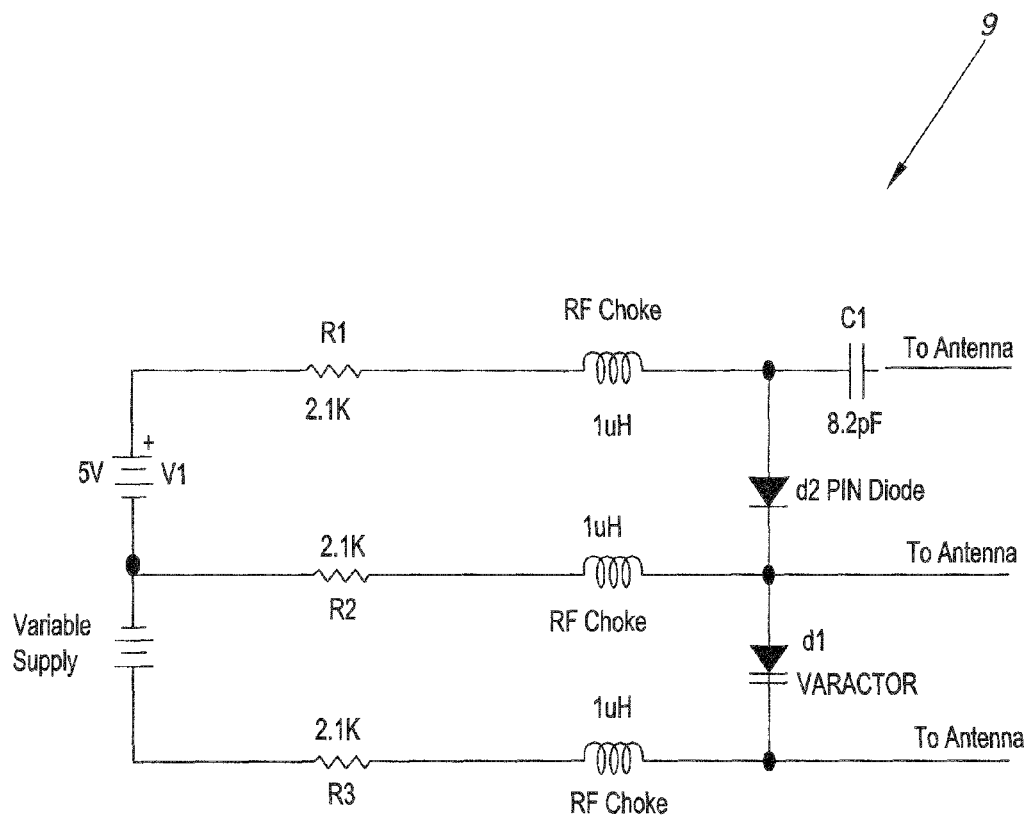 9
RF Choke
C1
R1
To Antenna
2.1K
1uH
8.2pF
+
5V V1
d2 PIN Diode
1uH
2.1K
To Antenna
R2
RF Choke
Variable
Supply
d1
VARACTOR
1uH
2.1K
To Antenna
R3
RF Choke